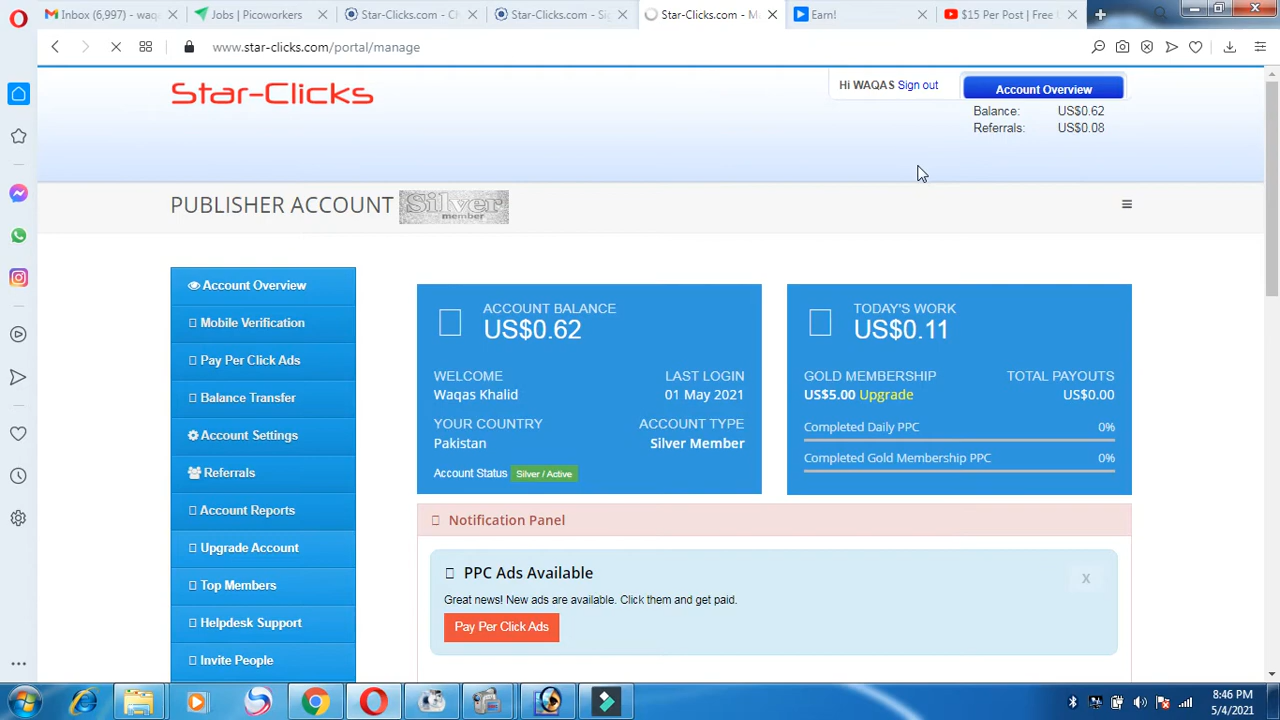 Inbox (6,997) - waq
Jobs | Picoworkers
Star-Clicks.com - C
Star-Clicks.com - Si
Star-Clicks.com - M
Earn!
$15 Per Post | Free
www.star-clicks.com/portal/manage
Star-Clicks
Hi WAQAS Sign out
Account Overview
Balance: US$0.62
Referrals: US$0.08
PUBLISHER ACCOUNT Silver member
Account Overview
Mobile Verification
Pay Per Click Ads
Balance Transfer
Account Settings
Referrals
Account Reports
Upgrade Account
Top Members
Helpdesk Support
Invite People
ACCOUNT BALANCE
US$0.62
WELCOME LAST LOGIN
Waqas Khalid 01 May 2021
YOUR COUNTRY ACCOUNT TYPE
Pakistan Silver Member
Account Status Silver / Active
TODAY'S WORK
US$0.11
GOLD MEMBERSHIP TOTAL PAYOUTS
US$5.00 Upgrade US$0.00
Completed Daily PPC 0%
Completed Gold Membership PPC 0%
Notification Panel
PPC Ads Available
X
Great news! New ads are available. Click them and get paid.
Pay Per Click Ads
8:46 PM
5/4/2021